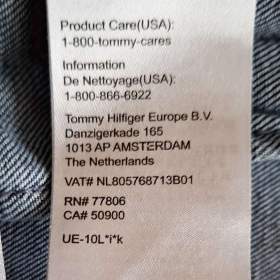 Product Care(USA):
1-800-tommy-cares
Information
De Nettoyage(USA):
1-800-866-6922
Tommy Hilfiger Europe B.V.
Danzigerkade 165
1013 AP AMSTERDAM
The Netherlands
VAT# NL805768713B01
RN# 77806
CA# 50900
UE-10L*i*k